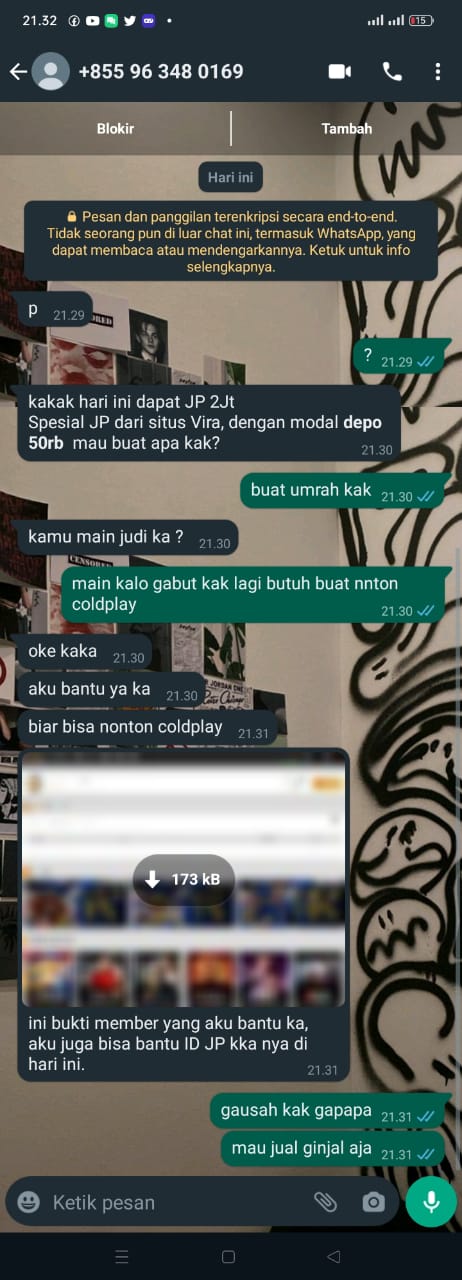 21.32
15
+855 96 348 0169
Blokir
Tambah
Hari ini
Pesan dan panggilan terenkripsi secara end-to-end.
Tidak seorang pun di luar chat ini, termasuk WhatsApp, yang
dapat membaca atau mendengarkannya. Ketuk untuk info
selengkapnya.
p 21.29
? 21.29
kakak hari ini dapat JP 2Jt
Spesial JP dari situs Vira, dengan modal depo
50rb mau buat apa kak?
21.30
buat umrah kak 21.30
kamu main judi ka ? 21.30
CENSORED
main kalo gabut kak lagi butuh buat nnton
coldplay
21.30
oke kaka 21.30
aku bantu ya ka 21.30
biar bisa nonton coldplay 21.31
173 kB
ini bukti member yang aku bantu ka,
aku juga bisa bantu ID JP kka nya di
hari ini.
21.31
gausah kak gapapa 21.31
mau jual ginjal aja 21.31
Ketik pesan